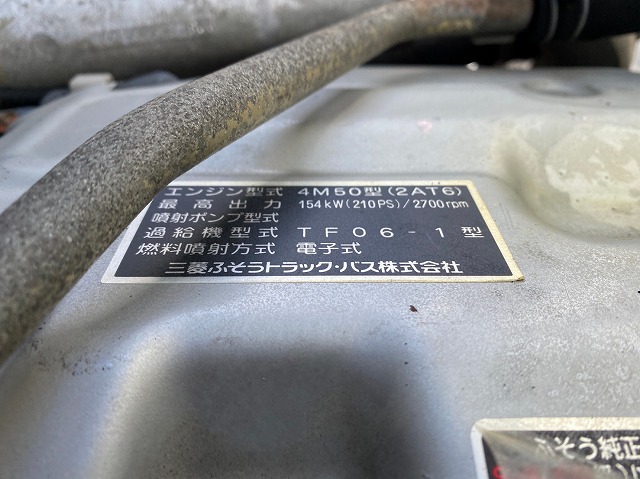 エンジン型式 4M50型(2AT6)
最高出力 154kW(210PS)/2700rpm
噴射ポンプ型式
過給機型式 TF06-1型
燃料噴射方式 電子式
三菱ふそうトラック・バス株式会社
ふそう純正